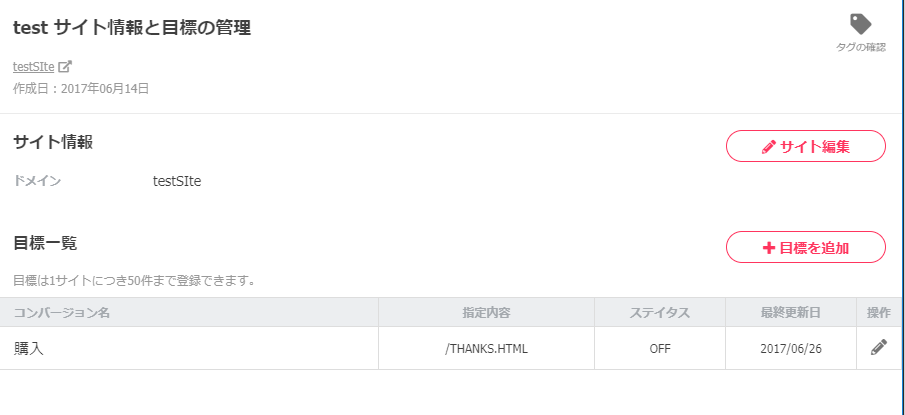 test サイト情報と目標の管理
タグの確認
testSIte
作成日：2017年06月14日
サイト情報
サイト編集
ドメイン testSIte
目標一覧
目標を追加
目標は1サイトにつき50件まで登録できます。
コンバージョン名 指定内容 ステイタス 最終更新日 操作
購入 /THANKS.HTML OFF 2017/06/26